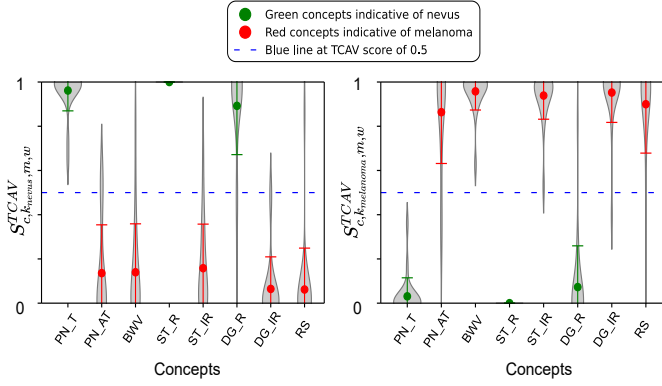 Green concepts indicative of nevus
Red concepts indicative of melanoma
Blue line at TCAV score of 0.5
1
0
S^{TCAV}_{c,k_{nevus},m,w}
PN_T
PN_AT
BWV
ST_R
ST_IR
DG_R
DG_IR
RS
Concepts
1
0
S^{TCAV}_{c,k_{melanoma},m,w}
PN_T
PN_AT
BWV
ST_R
ST_IR
DG_R
DG_IR
RS
Concepts